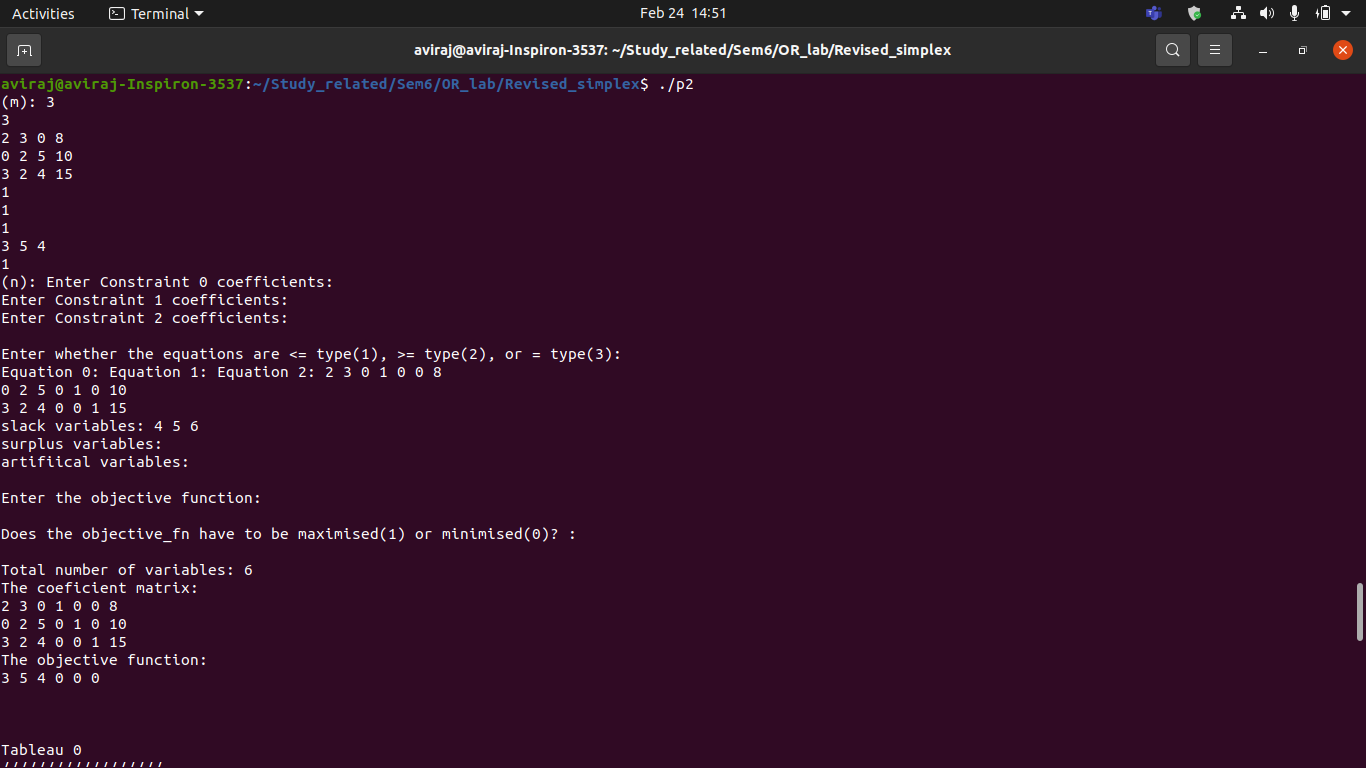 Activities Terminal Feb 24 14:51
aviraj@aviraj-Inspiron-3537: ~/Study_related/Sem6/OR_lab/Revised_simplex
aviraj@aviraj-Inspiron-3537:~/Study_related/Sem6/OR_lab/Revised_simplex$ ./p2
(m): 3
3
2 3 0 8
0 2 5 10
3 2 4 15
1
1
1
3 5 4
1
(n): Enter Constraint 0 coefficients:
Enter Constraint 1 coefficients:
Enter Constraint 2 coefficients:
Enter whether the equations are <= type(1), >= type(2), or = type(3):
Equation 0: Equation 1: Equation 2: 2 3 0 1 0 0 8
0 2 5 0 1 0 10
3 2 4 0 0 1 15
slack variables: 4 5 6
surplus variables:
artifiical variables:
Enter the objective function:
Does the objective_fn have to be maximised(1) or minimised(0)? :
Total number of variables: 6
The coeficient matrix:
2 3 0 1 0 0 8
0 2 5 0 1 0 10
3 2 4 0 0 1 15
The objective function:
3 5 4 0 0 0
Tableau 0
//////////////////